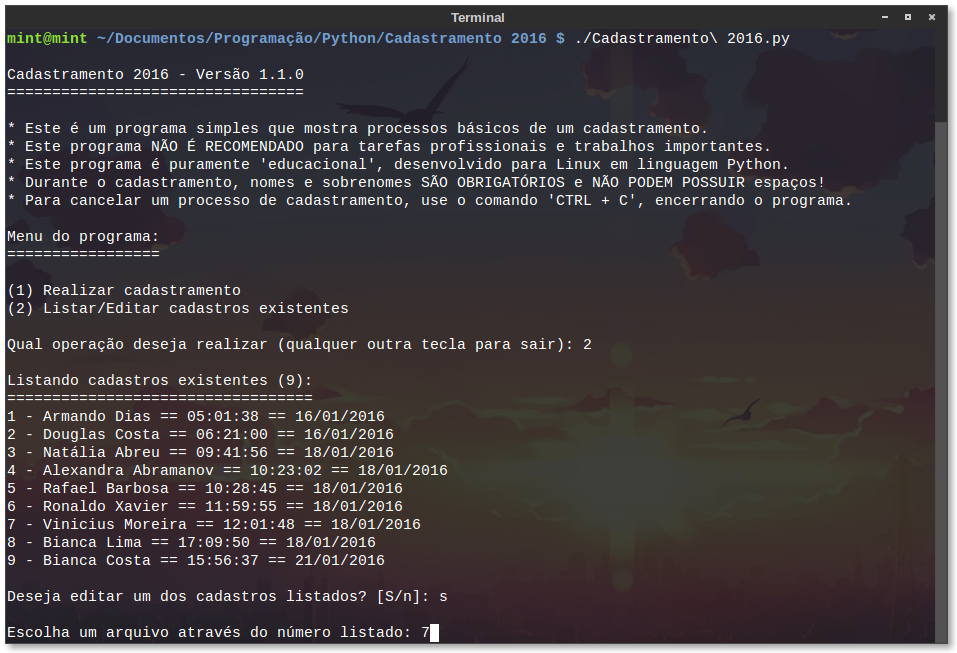 Terminal
mint@mint ~/Documentos/Programação/Python/Cadastramento 2016 $ ./Cadastramento\ 2016.py
Cadastramento 2016 - Versão 1.1.0
=================================
* Este é um programa simples que mostra processos básicos de um cadastramento.
* Este programa NÃO É RECOMENDADO para tarefas profissionais e trabalhos importantes.
* Este programa é puramente 'educacional', desenvolvido para Linux em linguagem Python.
* Durante o cadastramento, nomes e sobrenomes SÃO OBRIGATÓRIOS e NÃO PODEM POSSUIR espaços!
* Para cancelar um processo de cadastramento, use o comando 'CTRL + C', encerrando o programa.
Menu do programa:
=================
(1) Realizar cadastramento
(2) Listar/Editar cadastros existentes
Qual operação deseja realizar (qualquer outra tecla para sair): 2
Listando cadastros existentes (9):
==================================
1 - Armando Dias == 05:01:38 == 16/01/2016
2 - Douglas Costa == 06:21:00 == 16/01/2016
3 - Natália Abreu == 09:41:56 == 18/01/2016
4 - Alexandra Abramanov == 10:23:02 == 18/01/2016
5 - Rafael Barbosa == 10:28:45 == 18/01/2016
6 - Ronaldo Xavier == 11:59:55 == 18/01/2016
7 - Vinicius Moreira == 12:01:48 == 18/01/2016
8 - Bianca Lima == 17:09:50 == 18/01/2016
9 - Bianca Costa == 15:56:37 == 21/01/2016
Deseja editar um dos cadastros listados? [S/n]: s
Escolha um arquivo através do número listado: 7